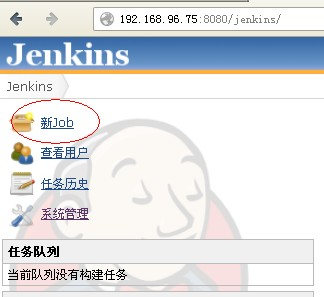 192.168.96.75:8080/jenkins/
Jenkins
Jenkins
新Job
查看用户
任务历史
系统管理
任务队列
当前队列没有构建任务